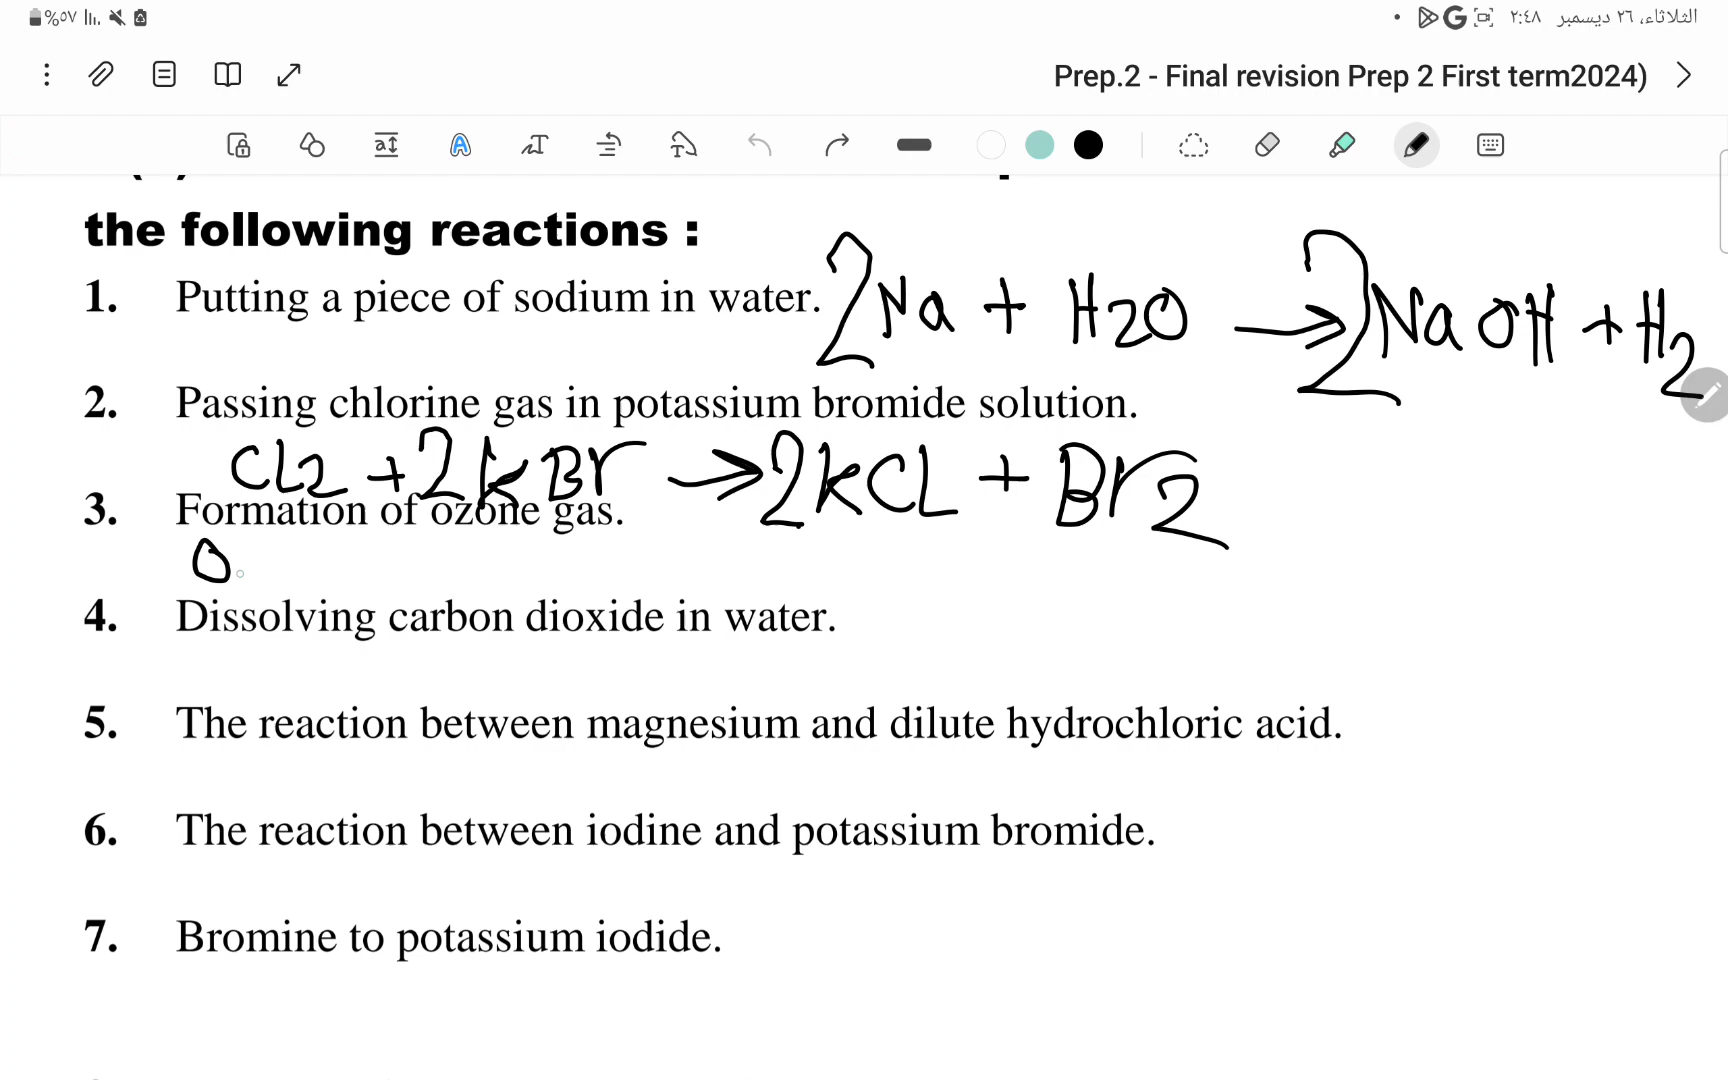 %٥٧
الثلاثاء، ٢٦ ديسمبر ٢:٤٨
Prep.2 - Final revision Prep 2 First term2024)
the following reactions :
1. Putting a piece of sodium in water. 2Na + H2O → 2NaOH + H2
2. Passing chlorine gas in potassium bromide solution.
CL2 + 2KBr → 2KCL + Br2
3. Formation of ozone gas.
O
4. Dissolving carbon dioxide in water.
5. The reaction between magnesium and dilute hydrochloric acid.
6. The reaction between iodine and potassium bromide.
7. Bromine to potassium iodide.